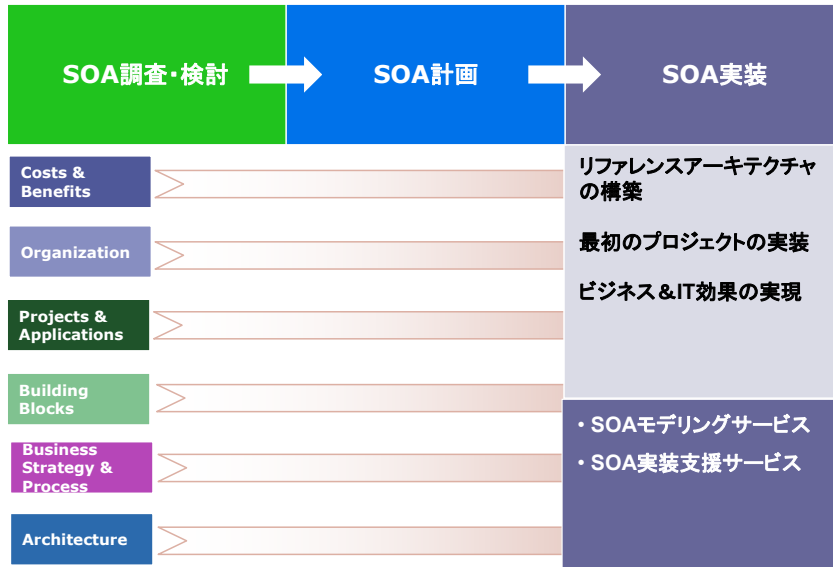 SOA調査・検討
SOA計画
SOA実装
Costs &
Benefits
Organization
Projects &
Applications
Building
Blocks
Business
Strategy &
Process
Architecture
リファレンスアーキテクチャ
の構築
最初のプロジェクトの実装
ビジネス＆IT効果の実現
・SOAモデリングサービス
・SOA実装支援サービス